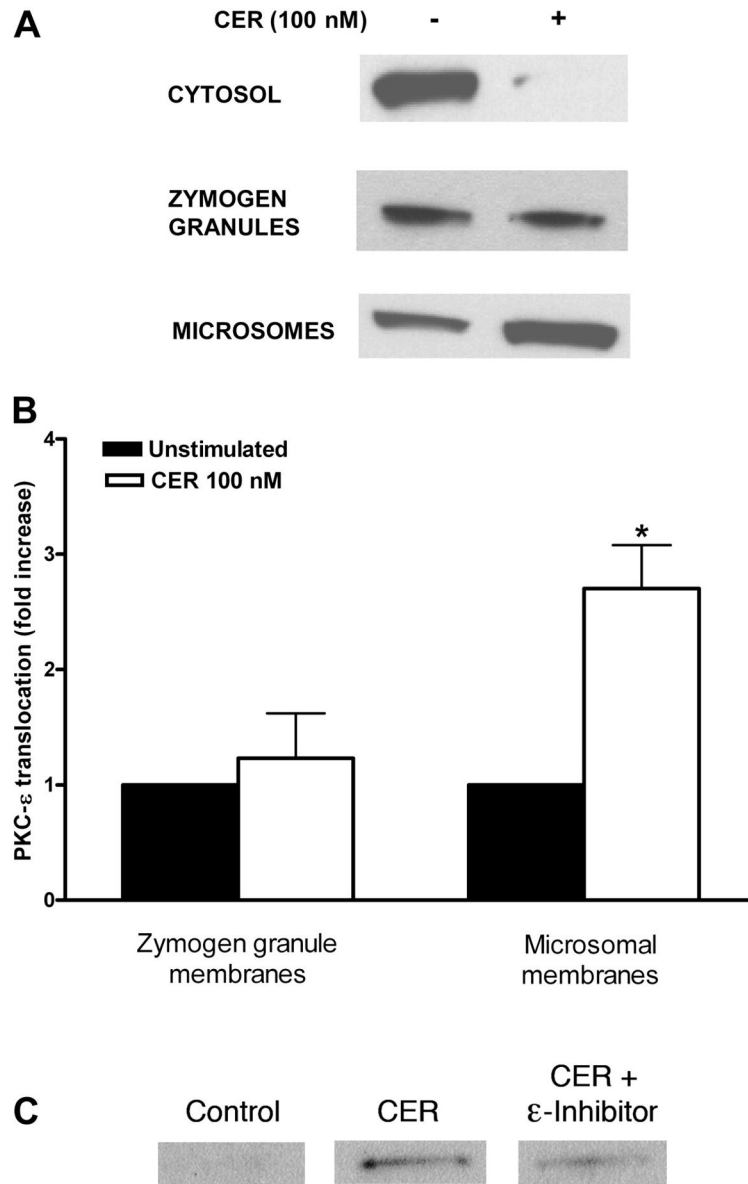 A
CER (100 nM) - +
CYTOSOL
ZYMOGEN
GRANULES
MICROSOMES
B
4
Unstimulated
CER 100 nM
*
3
2
1
0
PKC-ε translocation (fold increase)
Zymogen granule
membranes
Microsomal
membranes
C
Control
CER
CER +
ε-Inhibitor